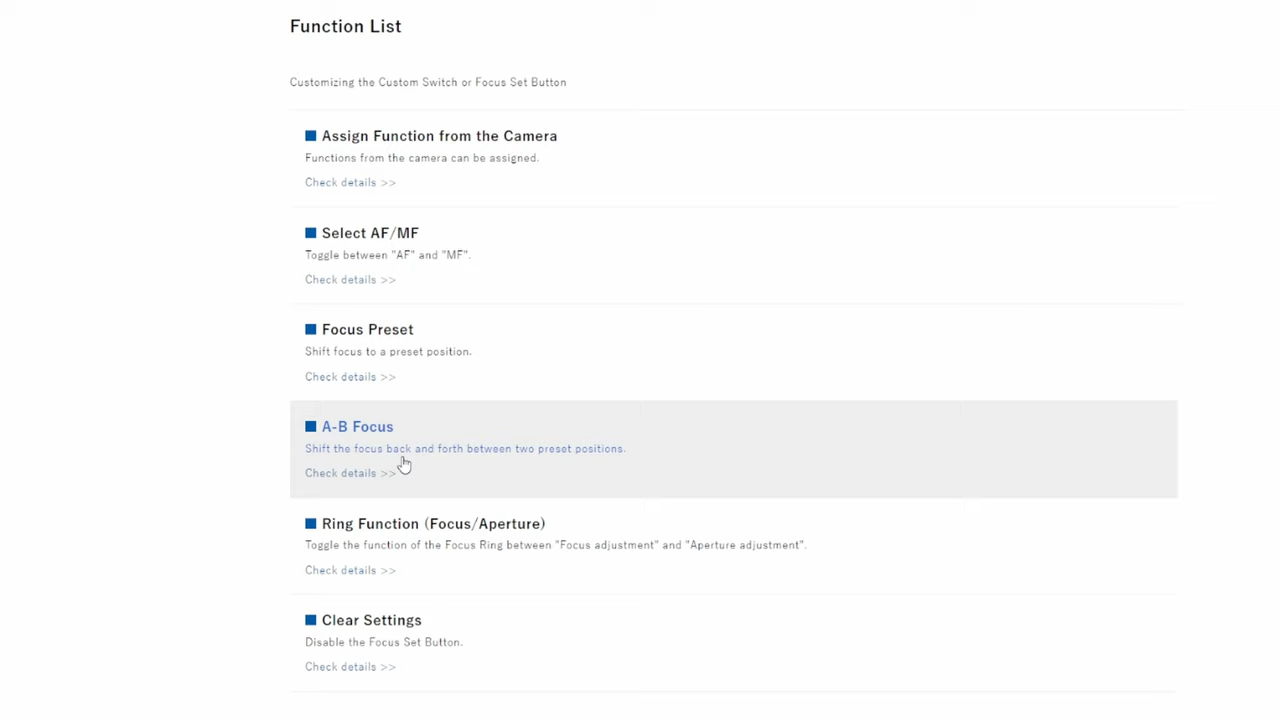 Function List
Customizing the Custom Switch or Focus Set Button
Assign Function from the Camera
Functions from the camera can be assigned.
Check details >>
Select AF/MF
Toggle between "AF" and "MF".
Check details >>
Focus Preset
Shift focus to a preset position.
Check details >>
A-B Focus
Shift the focus back and forth between two preset positions.
Check details >>
Ring Function (Focus/Aperture)
Toggle the function of the Focus Ring between "Focus adjustment" and "Aperture adjustment".
Check details >>
Clear Settings
Disable the Focus Set Button.
Check details >>